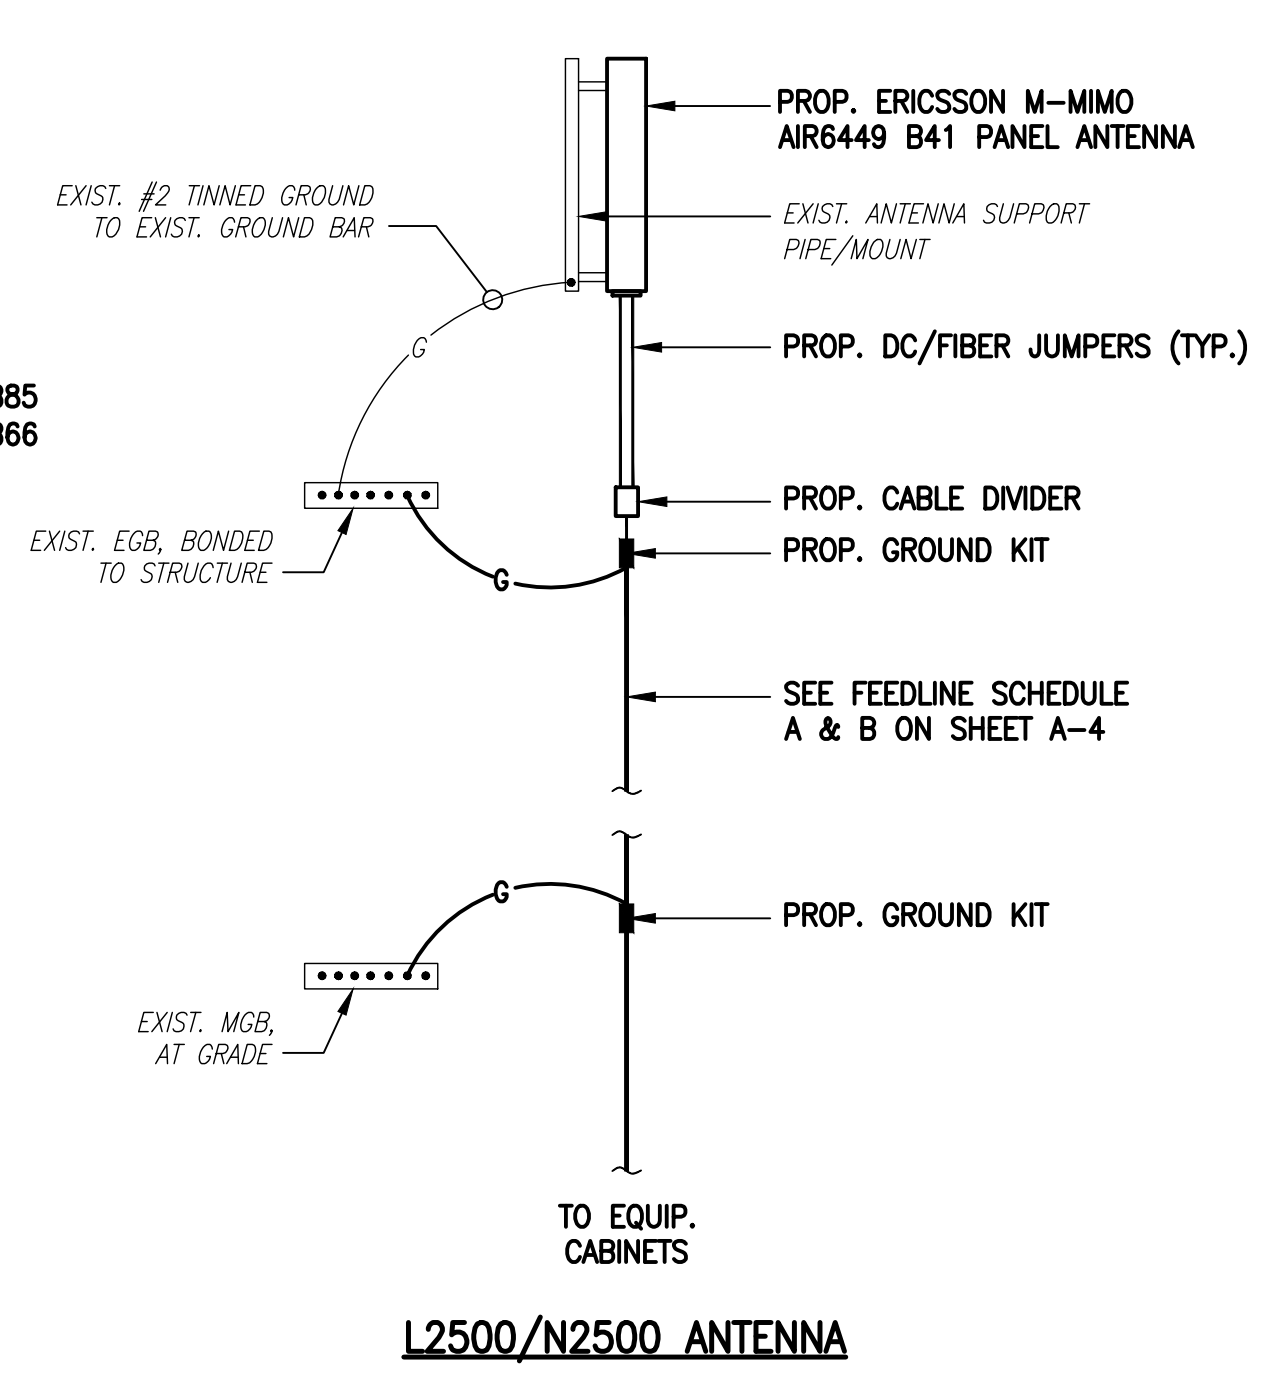 PROP. ERICSSON M-MIMO
AIR6449 B41 PANEL ANTENNA
EXIST. #2 TINNED GROUND
TO EXIST. GROUND BAR
EXIST. ANTENNA SUPPORT
PIPE/MOUNT
G
PROP. DC/FIBER JUMPERS (TYP.)
85
66
PROP. CABLE DIVIDER
EXIST. EGB, BONDED
TO STRUCTURE
PROP. GROUND KIT
G
SEE FEEDLINE SCHEDULE
A & B ON SHEET A-4
G
PROP. GROUND KIT
EXIST. MGB,
AT GRADE
TO EQUIP.
CABINETS
L2500/N2500 ANTENNA